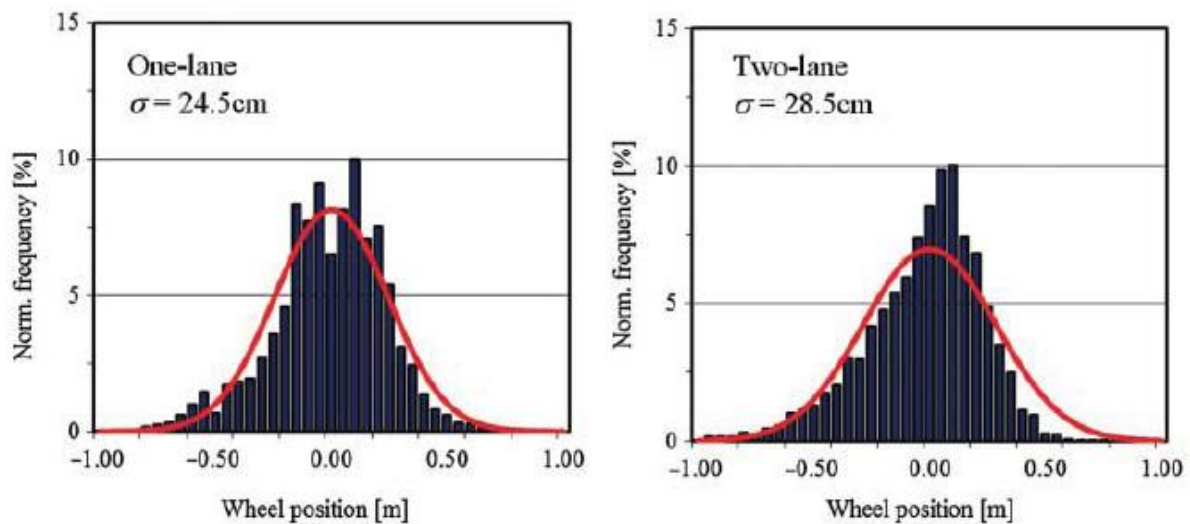 One-lane
σ = 24.5cm
Norm. frequency [%]
15
10
5
0
−1.00 −0.50 0.00 0.50 1.00
Wheel position [m]
Two-lane
σ = 28.5cm
Norm. frequency [%]
15
10
5
0
−1.00 −0.50 0.00 0.50 1.00
Wheel position [m]